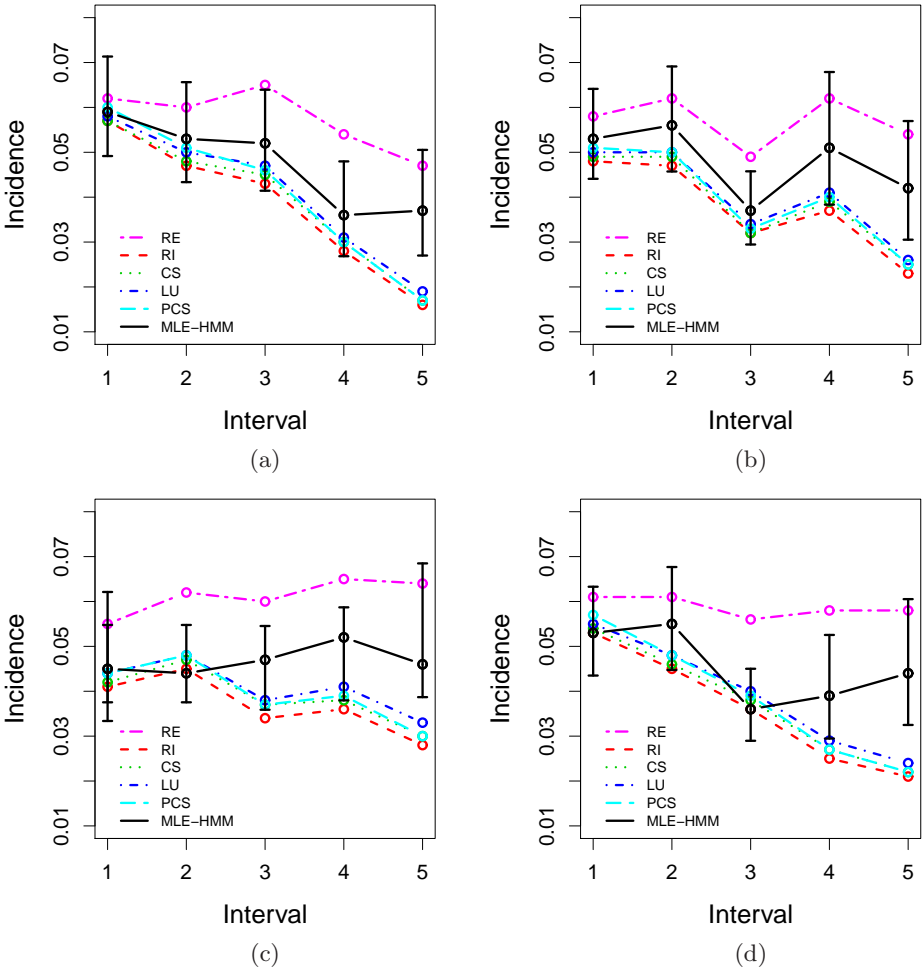 0.07
0.05
0.03
0.01
Incidence
RE
RI
CS
LU
PCS
MLE−HMM
1 2 3 4 5
Interval
(a)
0.07
0.05
0.03
0.01
Incidence
RE
RI
CS
LU
PCS
MLE−HMM
1 2 3 4 5
Interval
(b)
0.07
0.05
0.03
0.01
Incidence
RE
RI
CS
LU
PCS
MLE−HMM
1 2 3 4 5
Interval
(c)
0.07
0.05
0.03
0.01
Incidence
RE
RI
CS
LU
PCS
MLE−HMM
1 2 3 4 5
Interval
(d)